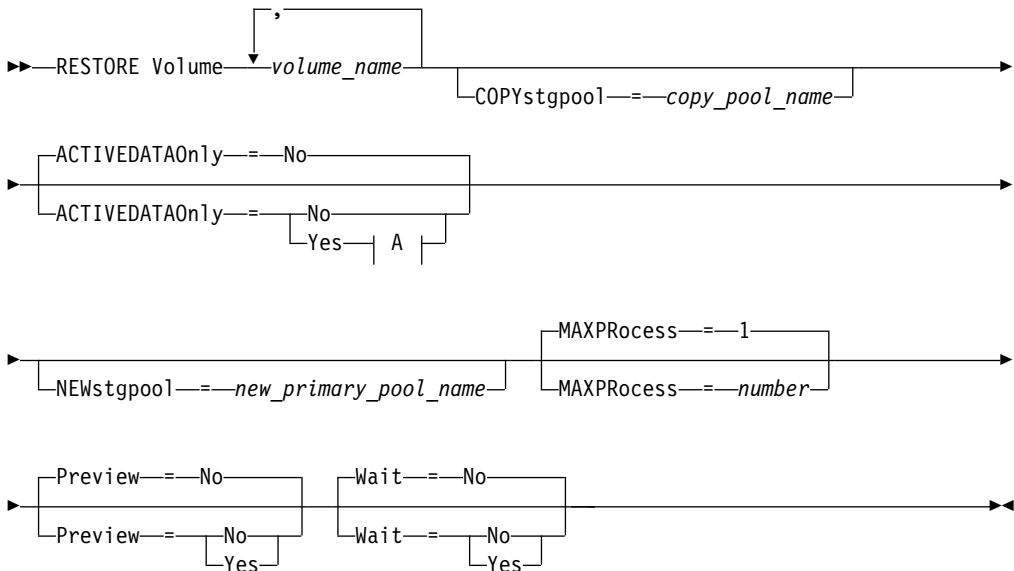 ,
RESTORE Volume volume_name
COPYstgpool = copy_pool_name
ACTIVEDATAOnly = No
ACTIVEDATAOnly = No
Yes A
NEWstgpool = new_primary_pool_name
MAXPRocess = 1
MAXPRocess = number
Preview = No
Preview = No
Yes
Wait = No
Wait = No
Yes